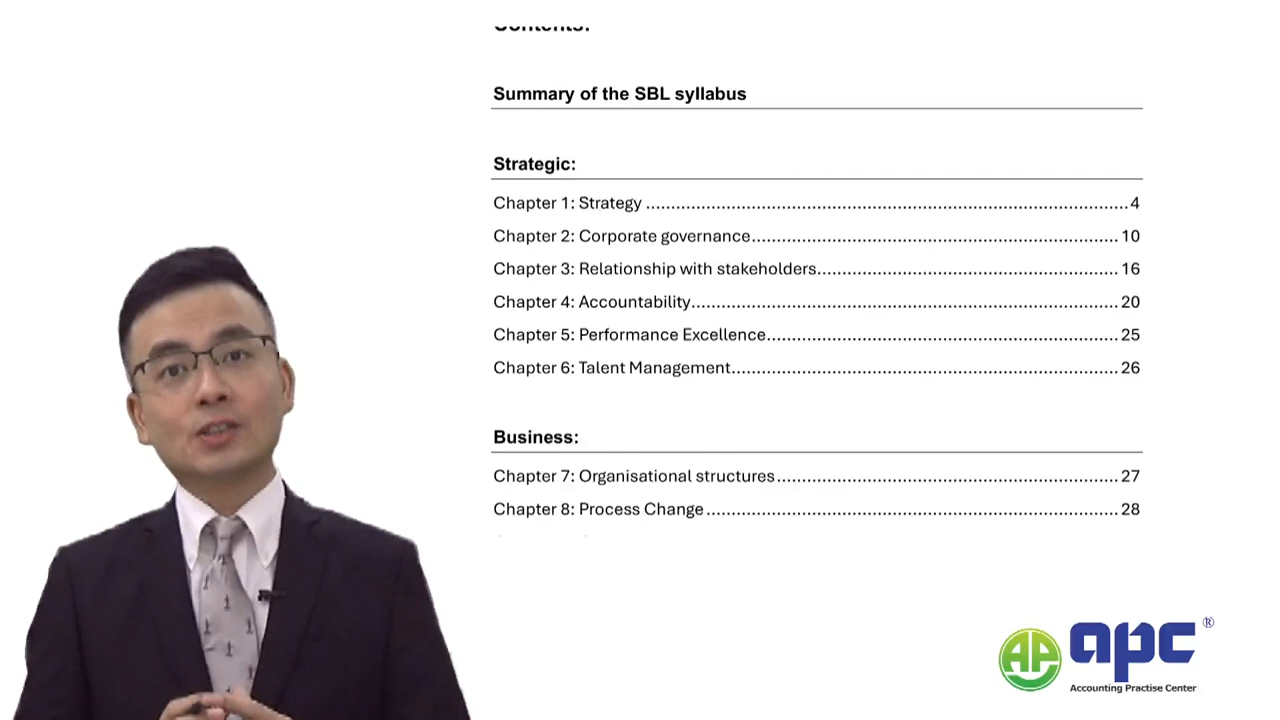 Contents:
Summary of the SBL syllabus
Strategic:
Chapter 1: Strategy ........................................................................................................4
Chapter 2: Corporate governance................................................................................10
Chapter 3: Relationship with stakeholders..................................................................16
Chapter 4: Accountability.............................................................................................20
Chapter 5: Performance Excellence.............................................................................25
Chapter 6: Talent Management....................................................................................26
Business:
Chapter 7: Organisational structures...........................................................................27
Chapter 8: Process Change .........................................................................................28
AP
apc ®
Accounting Practise Center